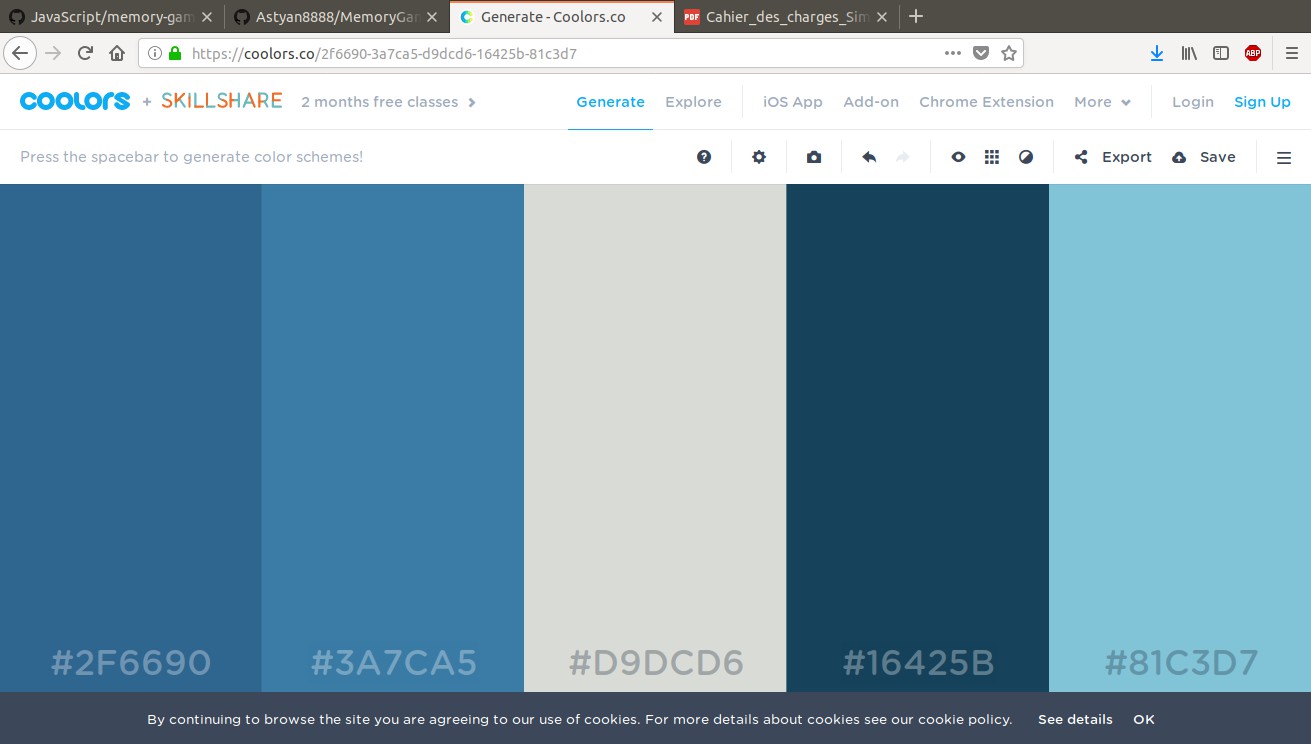 JavaScript/memory-gam
Astyan8888/MemoryGam
Generate - Coolors.co
PDF Cahier_des_charges_Sim
https://coolors.co/2f6690-3a7ca5-d9dcd6-16425b-81c3d7
ABP
coolors + SKILLSHARE 2 months free classes Generate Explore iOS App Add-on Chrome Extension More Login Sign Up
Press the spacebar to generate color schemes! Export Save
#2F6690 #3A7CA5 #D9DCD6 #16425B #81C3D7
By continuing to browse the site you are agreeing to our use of cookies. For more details about cookies see our cookie policy. See details OK